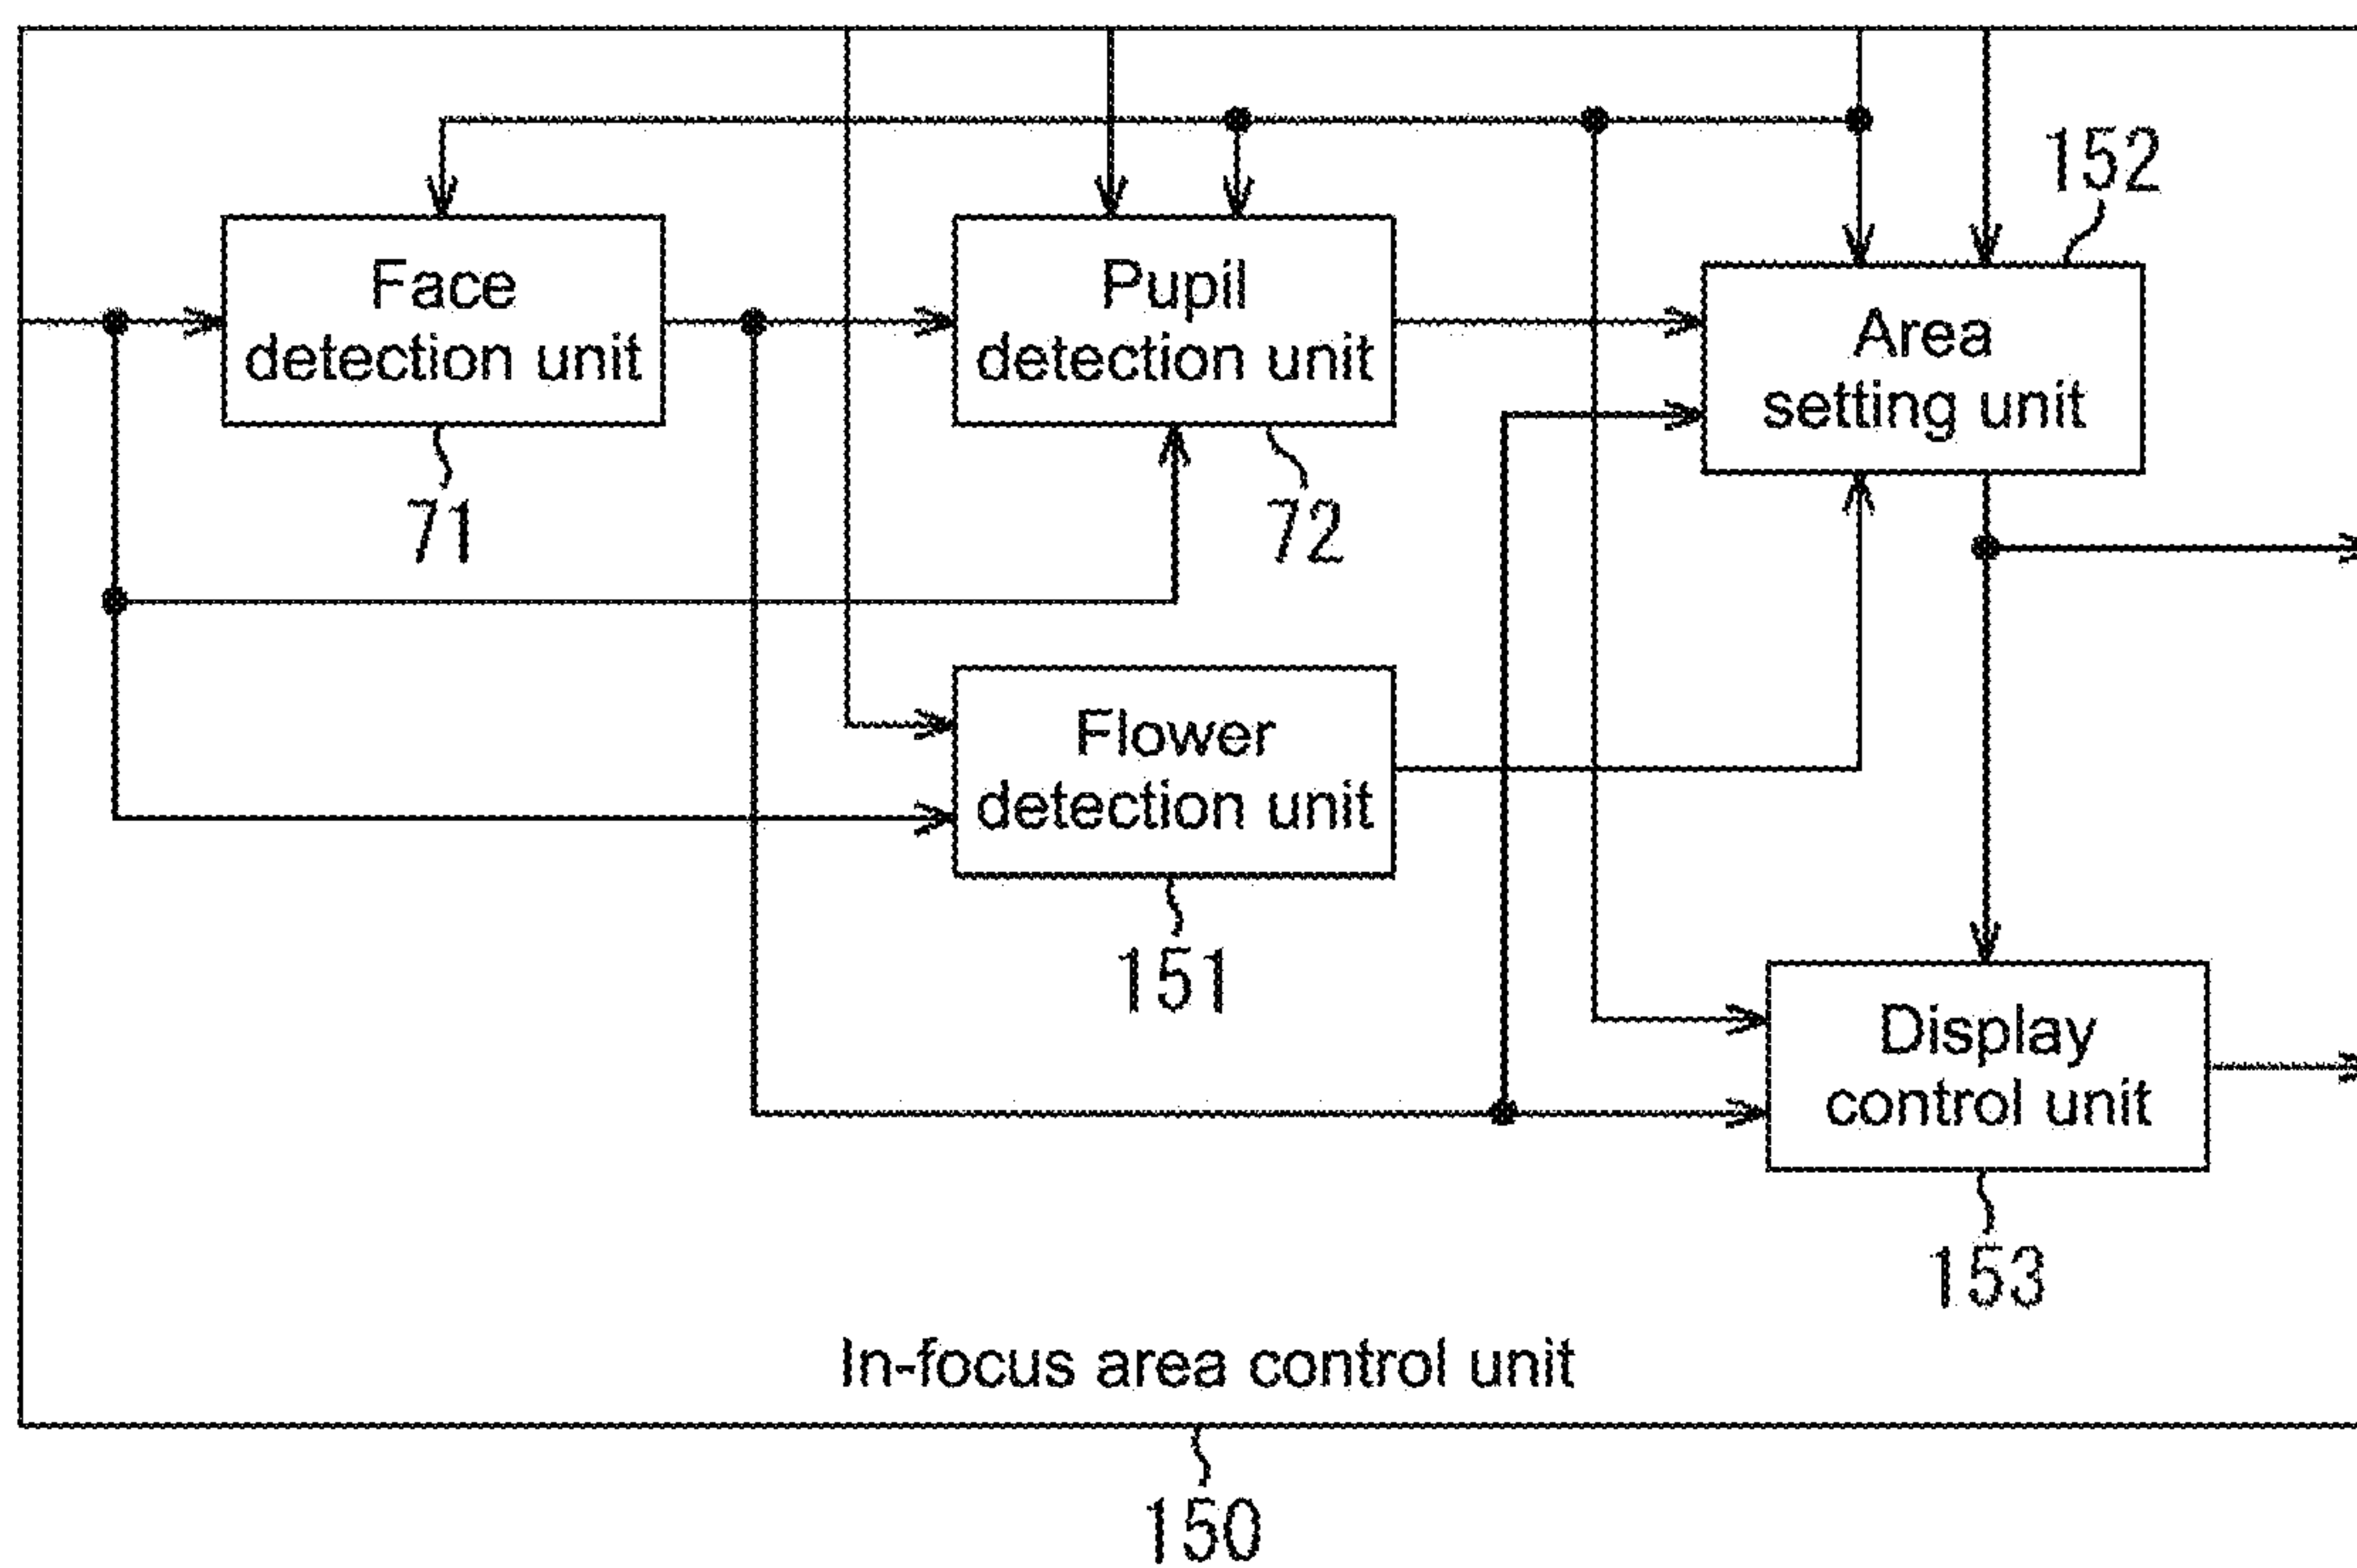 152
Face
detection unit
71
Pupil
detection unit
72
Area
setting unit
Flower
detection unit
151
Display
control unit
153
In-focus area control unit
150